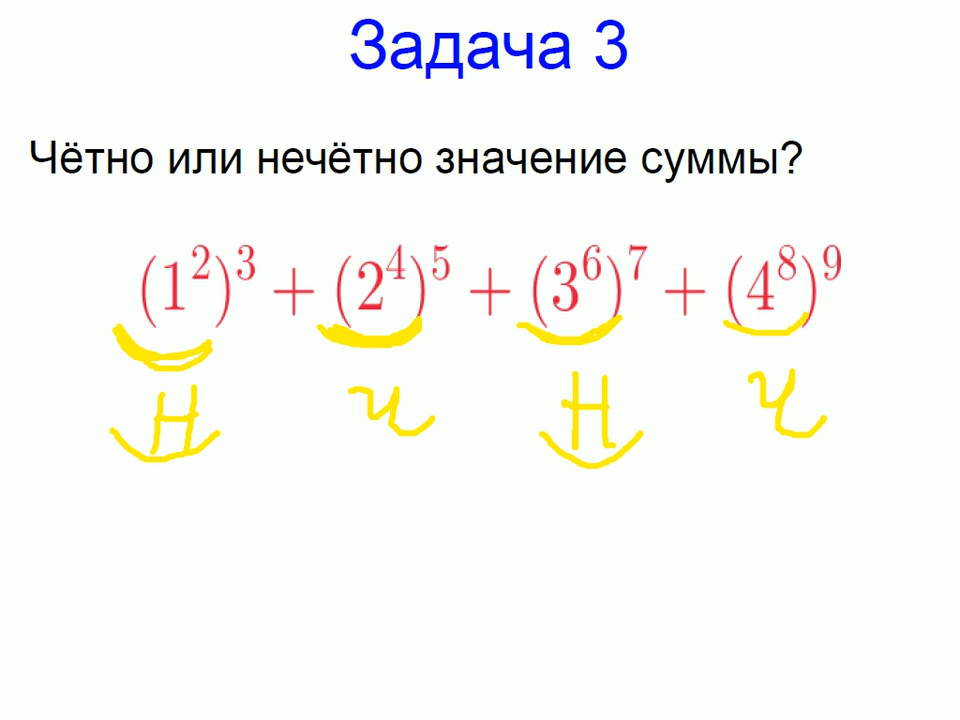 Задача 3
Чётно или нечётно значение суммы?
(1²)³ + (2⁴)⁵ + (3⁶)⁷ + (4⁸)⁹
Н ч Н Ч